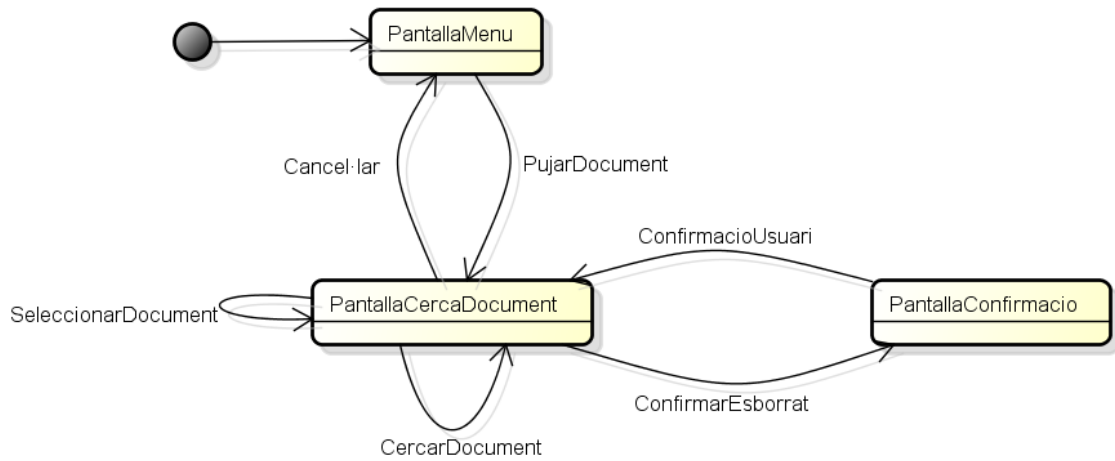 PantallaMenu
Cancel·lar
PujarDocument
ConfirmacioUsuari
PantallaCercaDocument
PantallaConfirmacio
SeleccionarDocument
ConfirmarEsborrat
CercarDocument